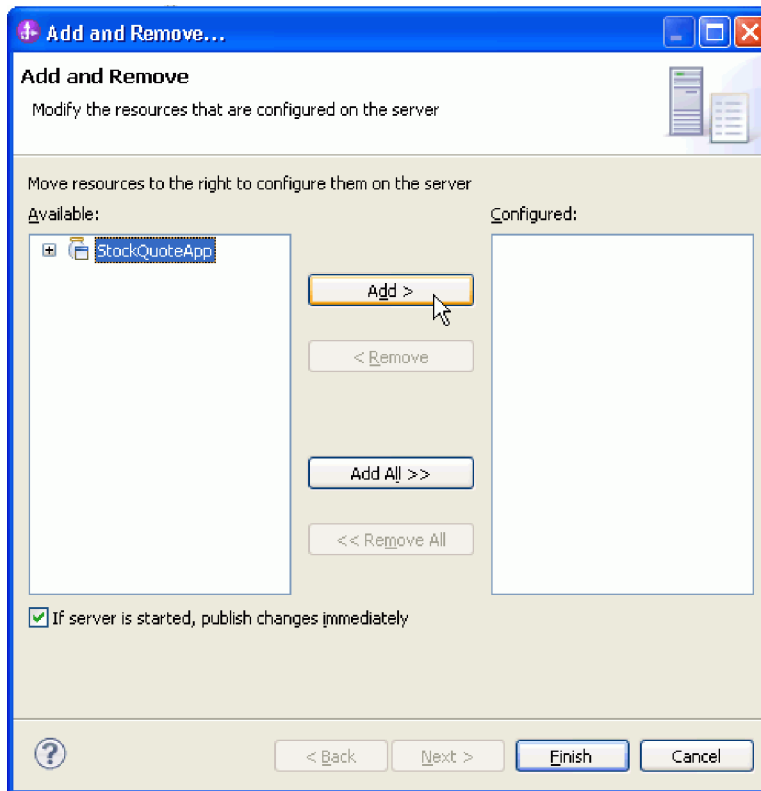 Add and Remove...
Add and Remove
Modify the resources that are configured on the server
Move resources to the right to configure them on the server
Available:
Configured:
StockQuoteApp
Add >
< Remove
Add All >>
<< Remove All
If server is started, publish changes immediately
? < Back Next > Finish Cancel